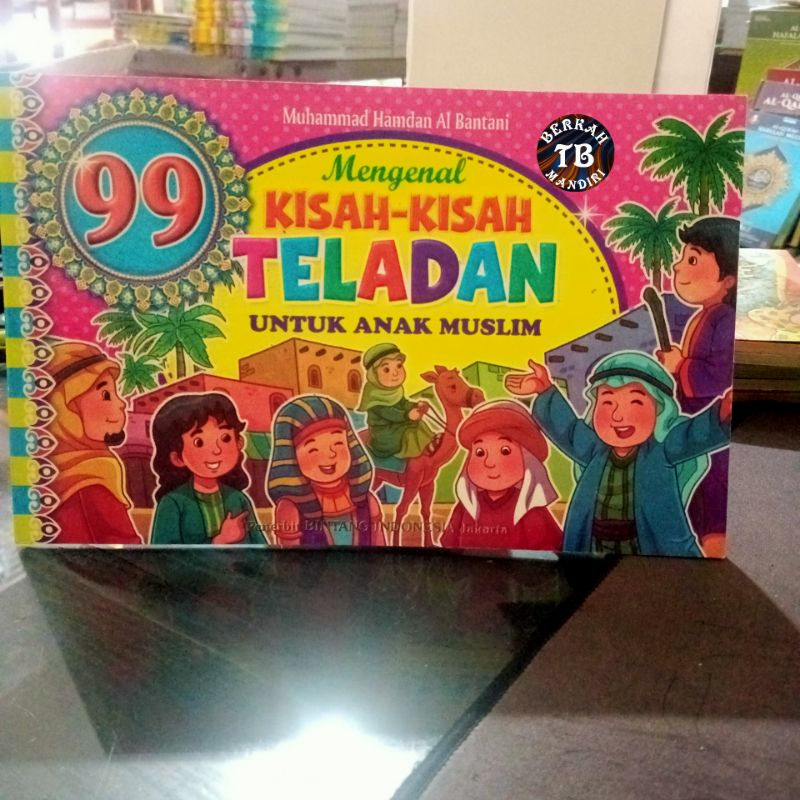 Muhammad Hamdan Al Bantani
99
Mengenal
KISAH-KISAH
TELADAN
UNTUK ANAK MUSLIM
BERKAH
TB
MANDIRI
Penerbit BINTANG INDONESIA Jakarta